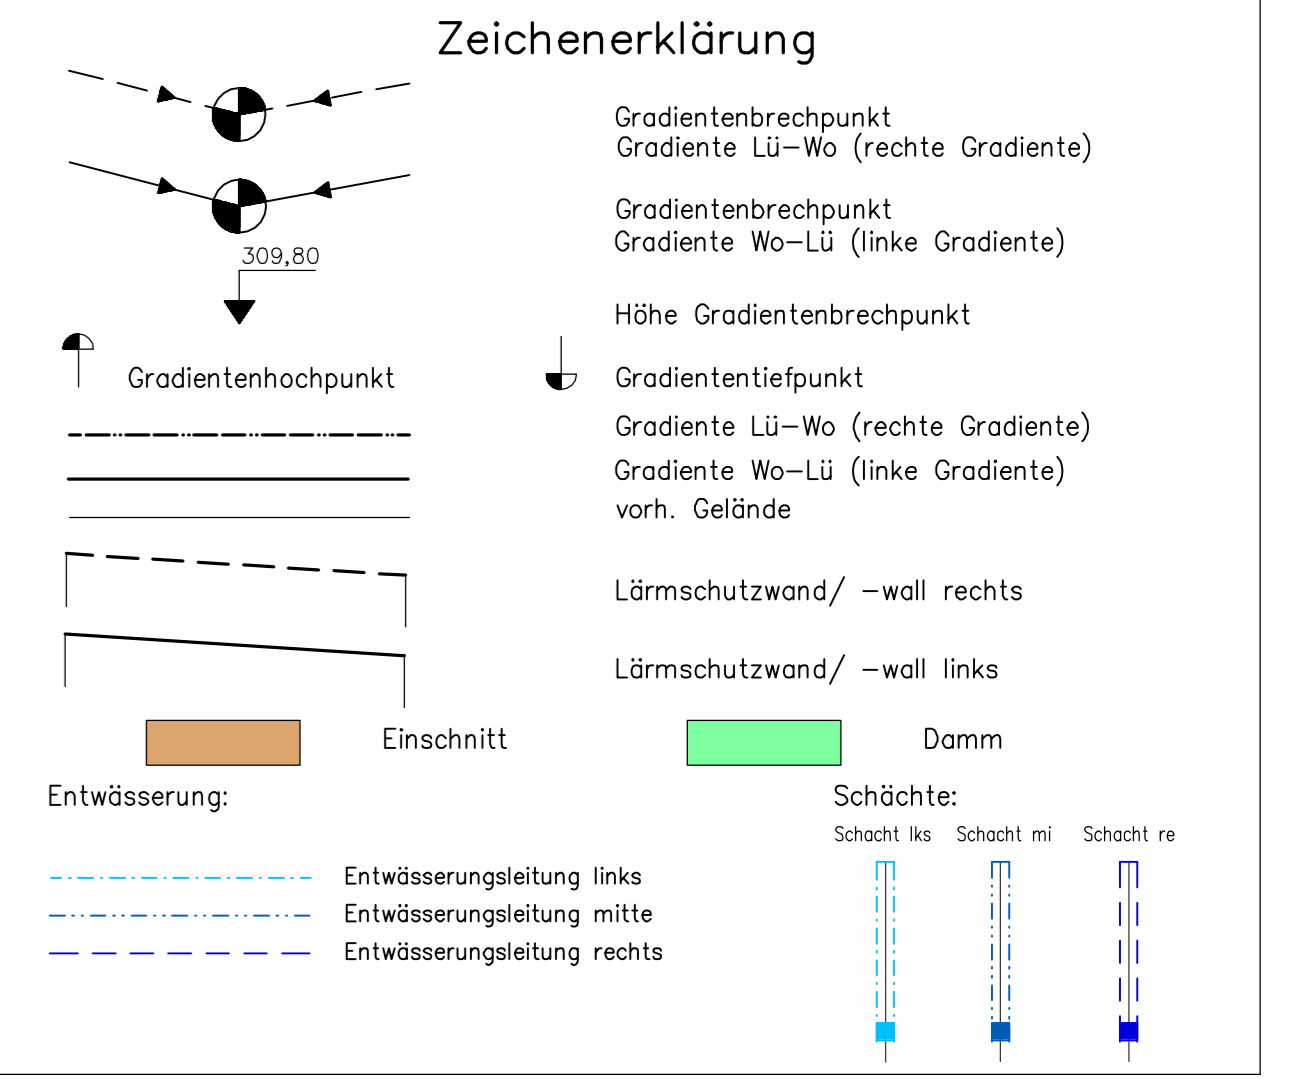 Zeichenerklärung
Gradientenbrechpunkt
Gradiente Lü-Wo (rechte Gradiente)
Gradientenbrechpunkt
Gradiente Wo-Lü (linke Gradiente)
309,80
Höhe Gradientenbrechpunkt
Gradientenhochpunkt
Gradiententiefpunkt
Gradiente Lü-Wo (rechte Gradiente)
Gradiente Wo-Lü (linke Gradiente)
vorh. Gelände
Lärmschutzwand/ -wall rechts
Lärmschutzwand/ -wall links
Einschnitt
Damm
Entwässerung:
Schächte:
Schacht lks
Schacht mi
Schacht re
Entwässerungsleitung links
Entwässerungsleitung mitte
Entwässerungsleitung rechts